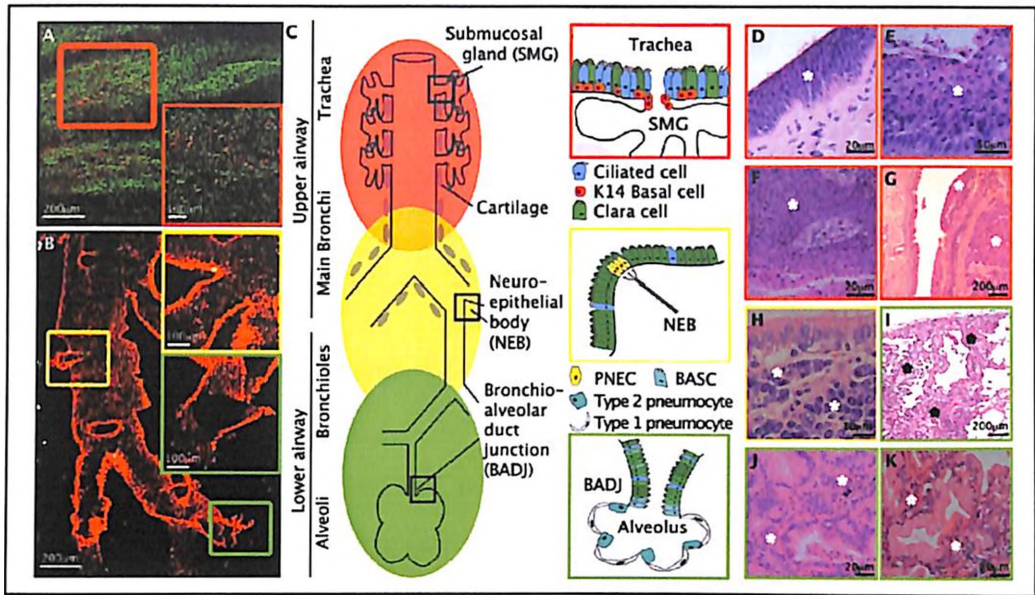 A
200µm
B
100µm
100µm
200µm
C
Upper airway
Lower airway
Trachea
Main Bronchi
Bronchioles
Alveoli
Submucosal
gland (SMG)
Cartilage
Neuro-
epithelial
body
(NEB)
Bronchio-
alveolar
duct
junction
(BADJ)
Trachea
SMG
Ciliated cell
K14 Basal cell
Clara cell
NEB
PNEC
BASC
Type 2 pneumocyte
Type 1 pneumocyte
BADJ
Alveolus
D
20µm
E
F
20µm
G
200µm
H
I
200µm
J
20µm
K
20µm